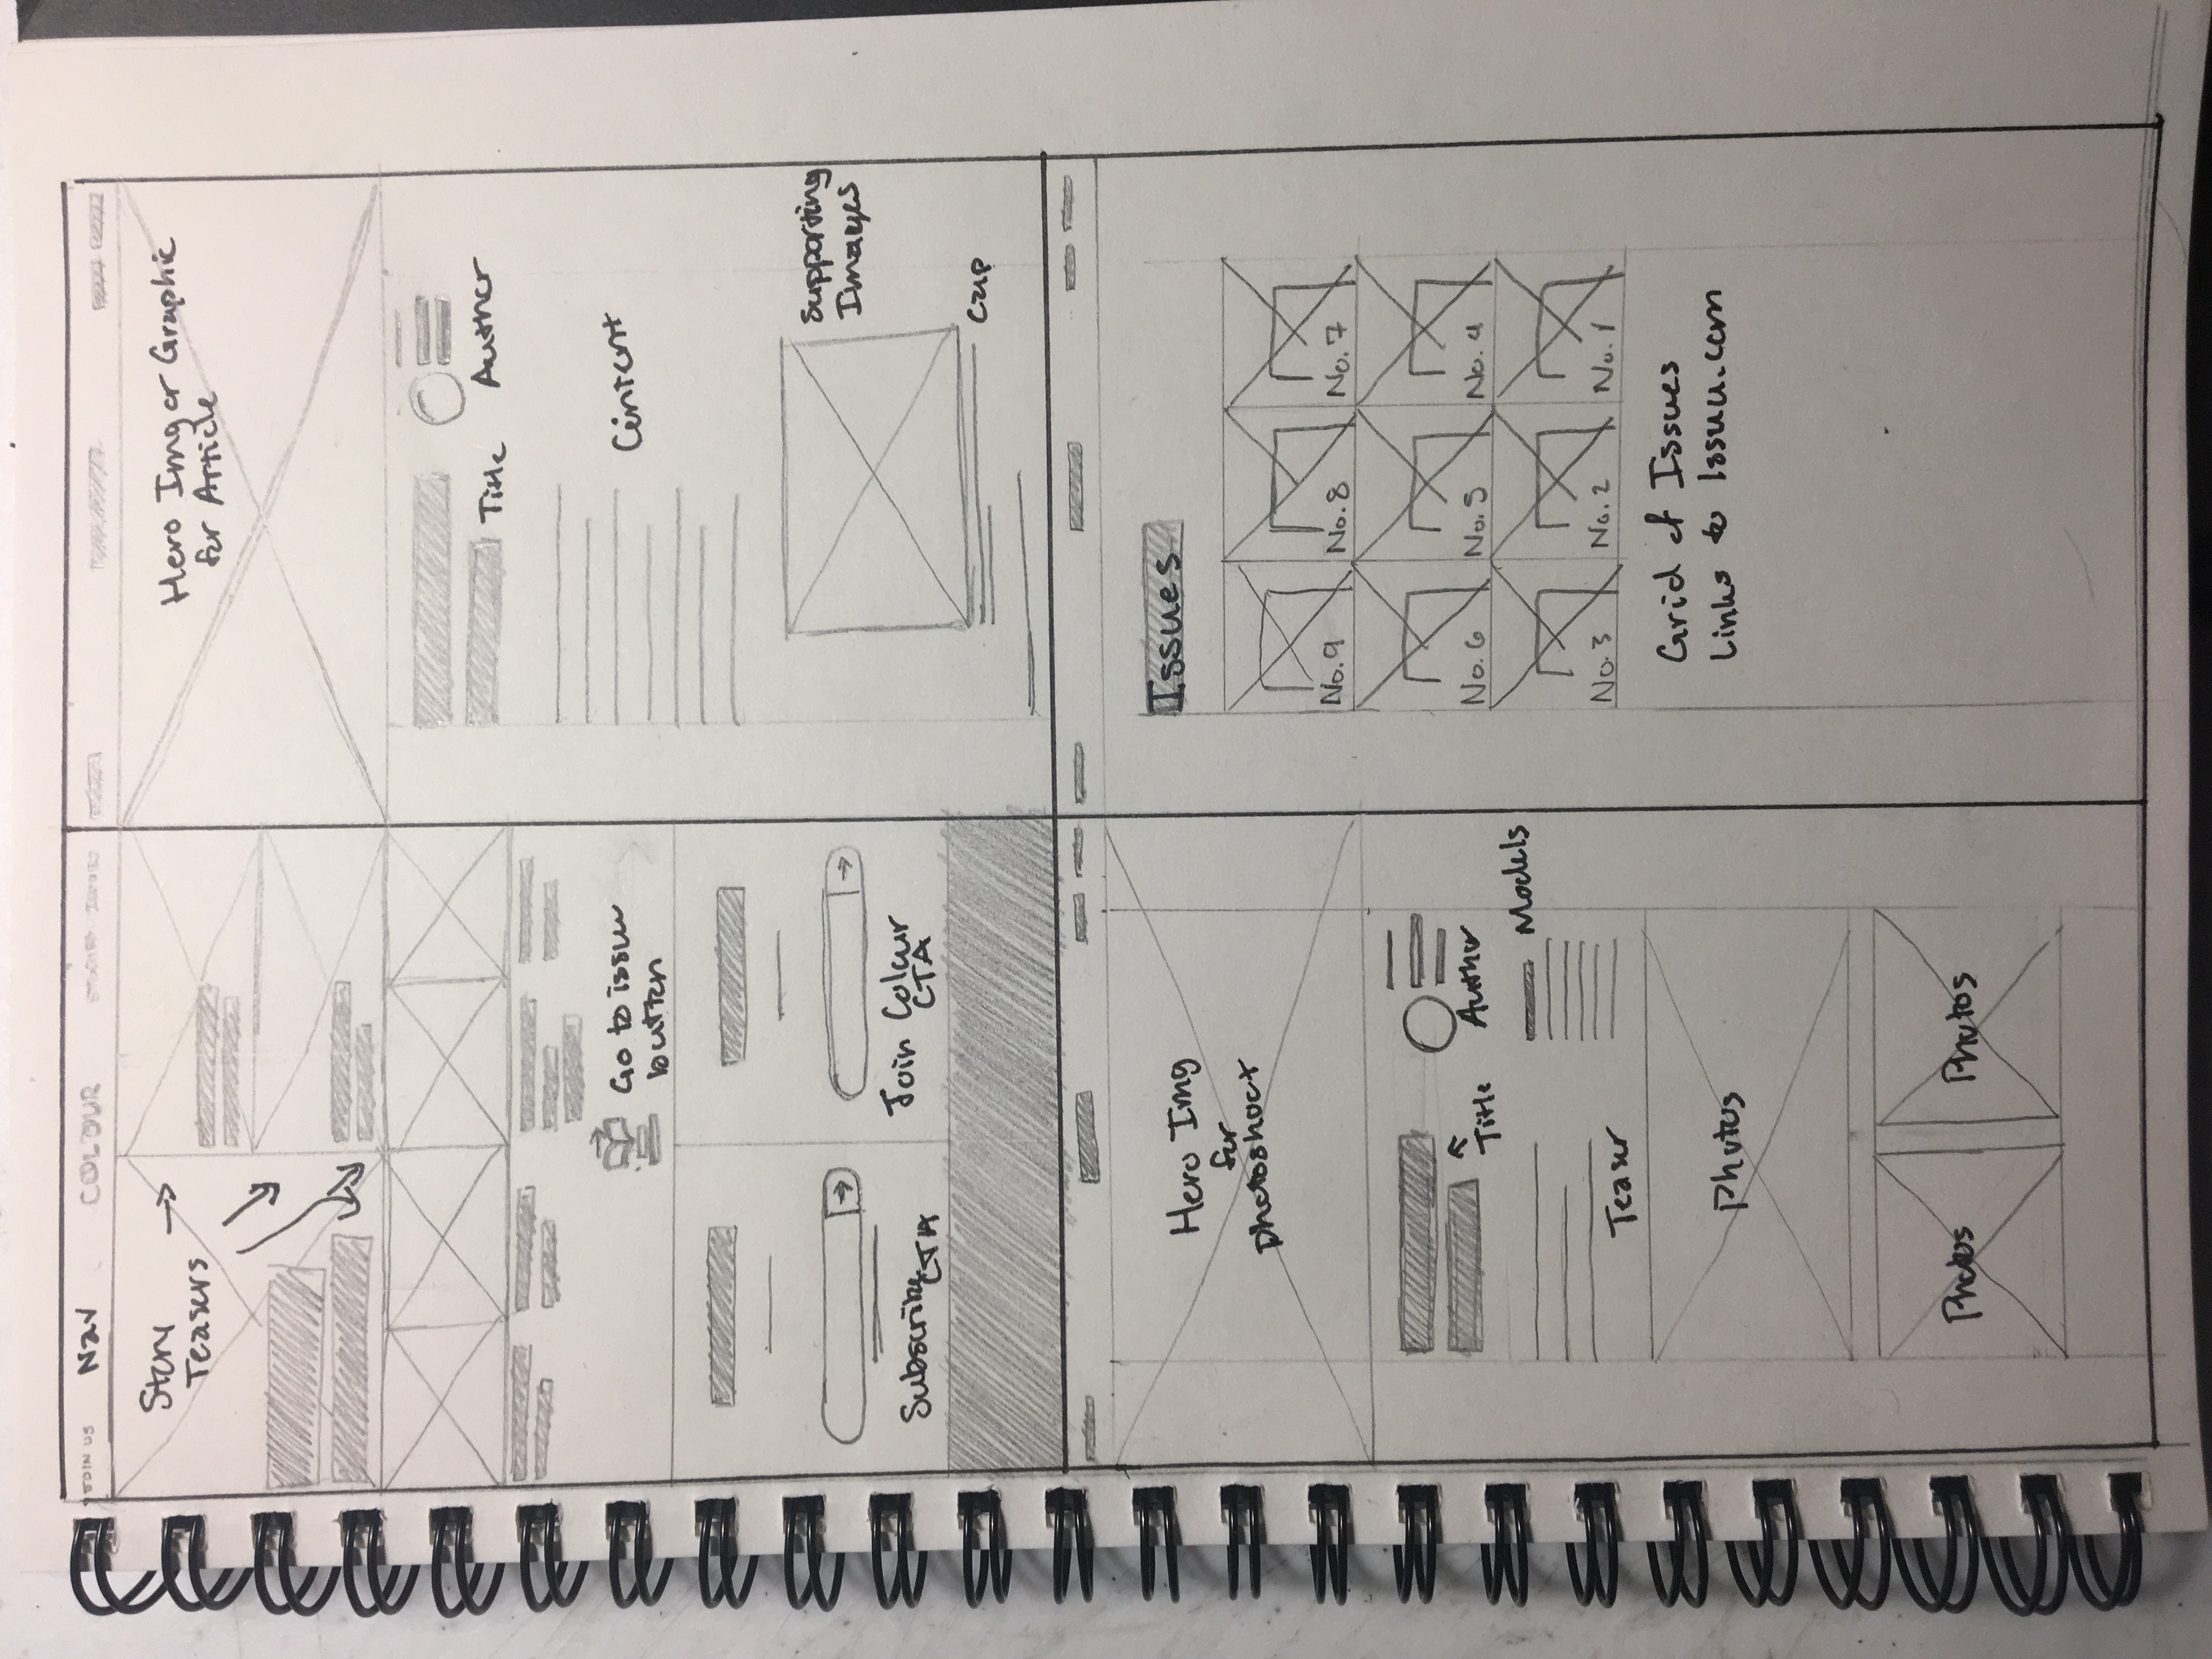 JOIN US Nav COLOUR STORIES ISSUES
Story
Teasers
Go to issue
button
Subscribe
CTA
Join Colour
CTA
Hero Img or Graphic
for Article
Title
Author
Content
Supporting
Images
Cap
Hero Img
for
Photoshoot
Title
Author
Models
Teaser
Photos
Photos Photos
Issues
No.9 No.8 No.7
No.6 No.5 No.4
No.3 No.2 No.1
Grid of Issues
Links to Issuu.com